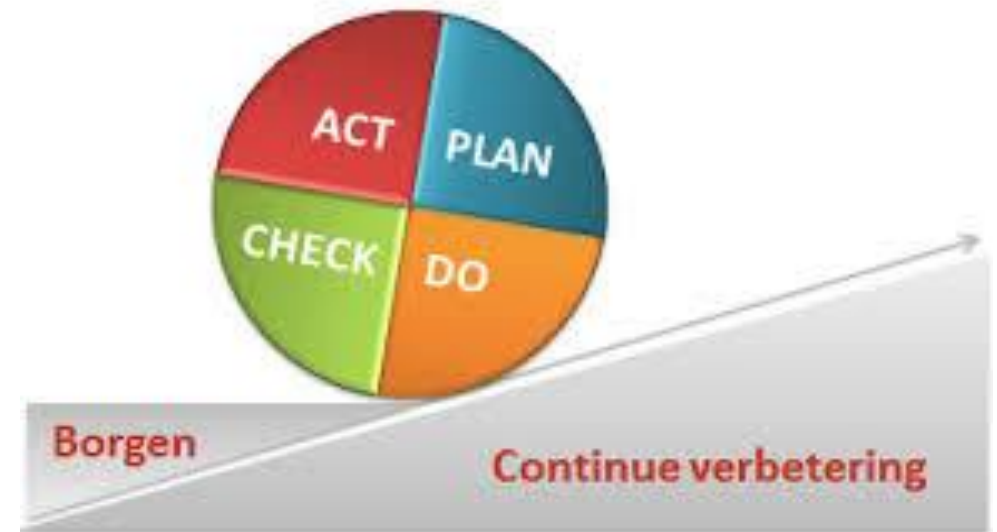 ACT
PLAN
CHECK
DO
Borgen
Continue verbetering